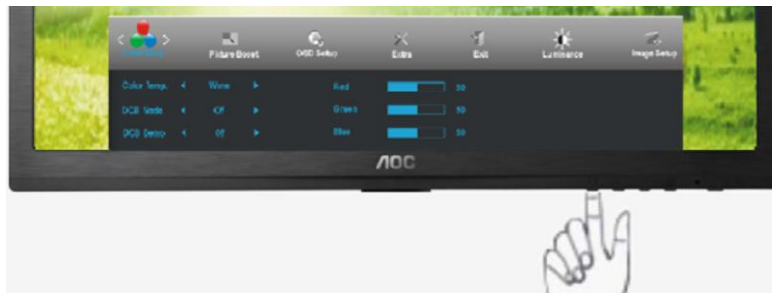 Picture Boost
OSD Setup
Extra
Exit
Luminance
Image Setup
Color Temp.
Warm
Red
50
DCB Mode
Off
Green
50
DCB Demo
Off
Blue
50
AOC